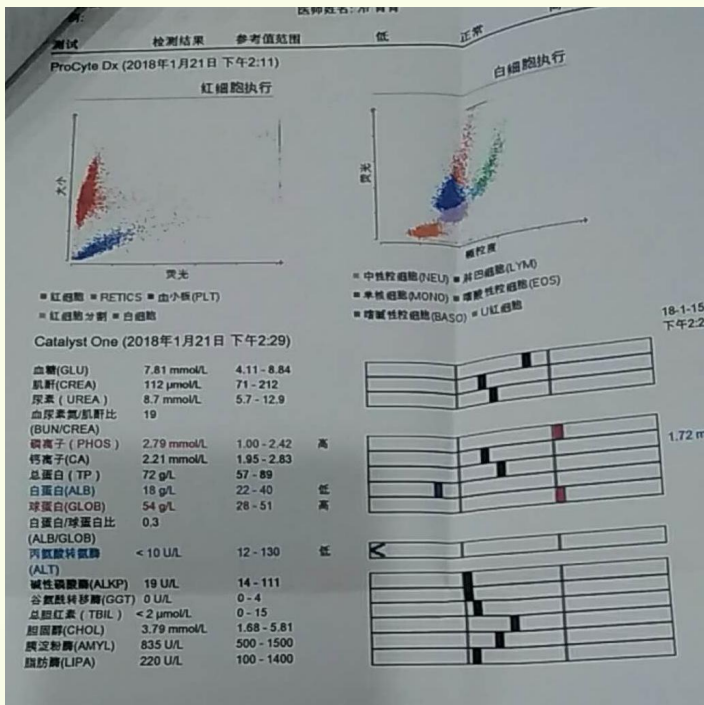 例:
医师姓名:
测试 检测结果 参考值范围 低 正常
ProCyte Dx (2018年1月21日 下午2:11)
紅細胞执行 白細胞执行
大小 荧光
荧光 颗粒度
■ 紅細胞 ■ RETICS ■ 血小板(PLT)
■ 红細胞分割 ■ 白細胞
■ 中性粒细胞(NEU) ■ 淋巴细胞(LYM)
■ 单核细胞(MONO) ■ 嗜酸性粒细胞(EOS)
■ 嗜碱性粒细胞(BASO) ■ U红细胞
18-1-15
下午2:2
Catalyst One (2018年1月21日 下午2:29)
血糖(GLU) 7.81 mmol/L 4.11 - 8.84
肌酐(CREA) 112 µmol/L 71 - 212
尿素 ( UREA ) 8.7 mmol/L 5.7 - 12.9
血尿素氮/肌酐比 19
(BUN/CREA)
磷离子 ( PHOS ) 2.79 mmol/L 1.00 - 2.42 高 1.72 m
钙离子(CA) 2.21 mmol/L 1.95 - 2.83
总蛋白 ( TP ) 72 g/L 57 - 89
白蛋白(ALB) 18 g/L 22 - 40 低
球蛋白(GLOB) 54 g/L 28 - 51 高
白蛋白/球蛋白比 0.3
(ALB/GLOB)
丙氨酸转氨酶 < 10 U/L 12 - 130 低
(ALT)
碱性磷酸酶(ALKP) 19 U/L 14 - 111
谷氨酰转移酶(GGT) 0 U/L 0 - 4
总胆红素 ( TBIL ) < 2 µmol/L 0 - 15
胆固醇(CHOL) 3.79 mmol/L 1.68 - 5.81
胰淀粉酶(AMYL) 835 U/L 500 - 1500
脂肪酶(LIPA) 220 U/L 100 - 1400